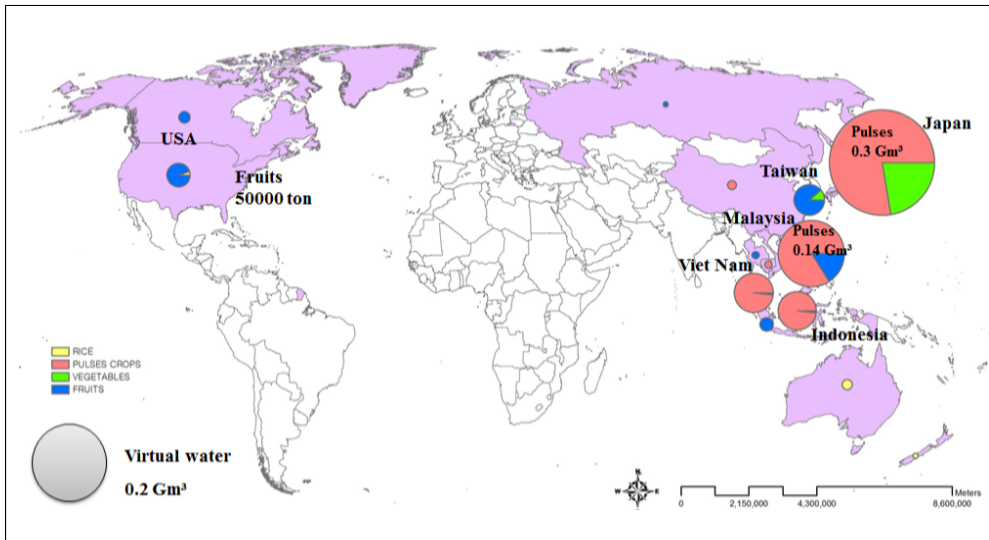 Pulses
0.3 Gm³
Japan
USA
Taiwan
Fruits
50000 ton
Malaysia
Pulses
0.14 Gm³
Viet Nam
Indonesia
RICE
PULSES CROPS
VEGETABLES
FRUITS
Virtual water
0.2 Gm³
N
W E
S
Meters
0 2,150,000 4,300,000 8,600,000